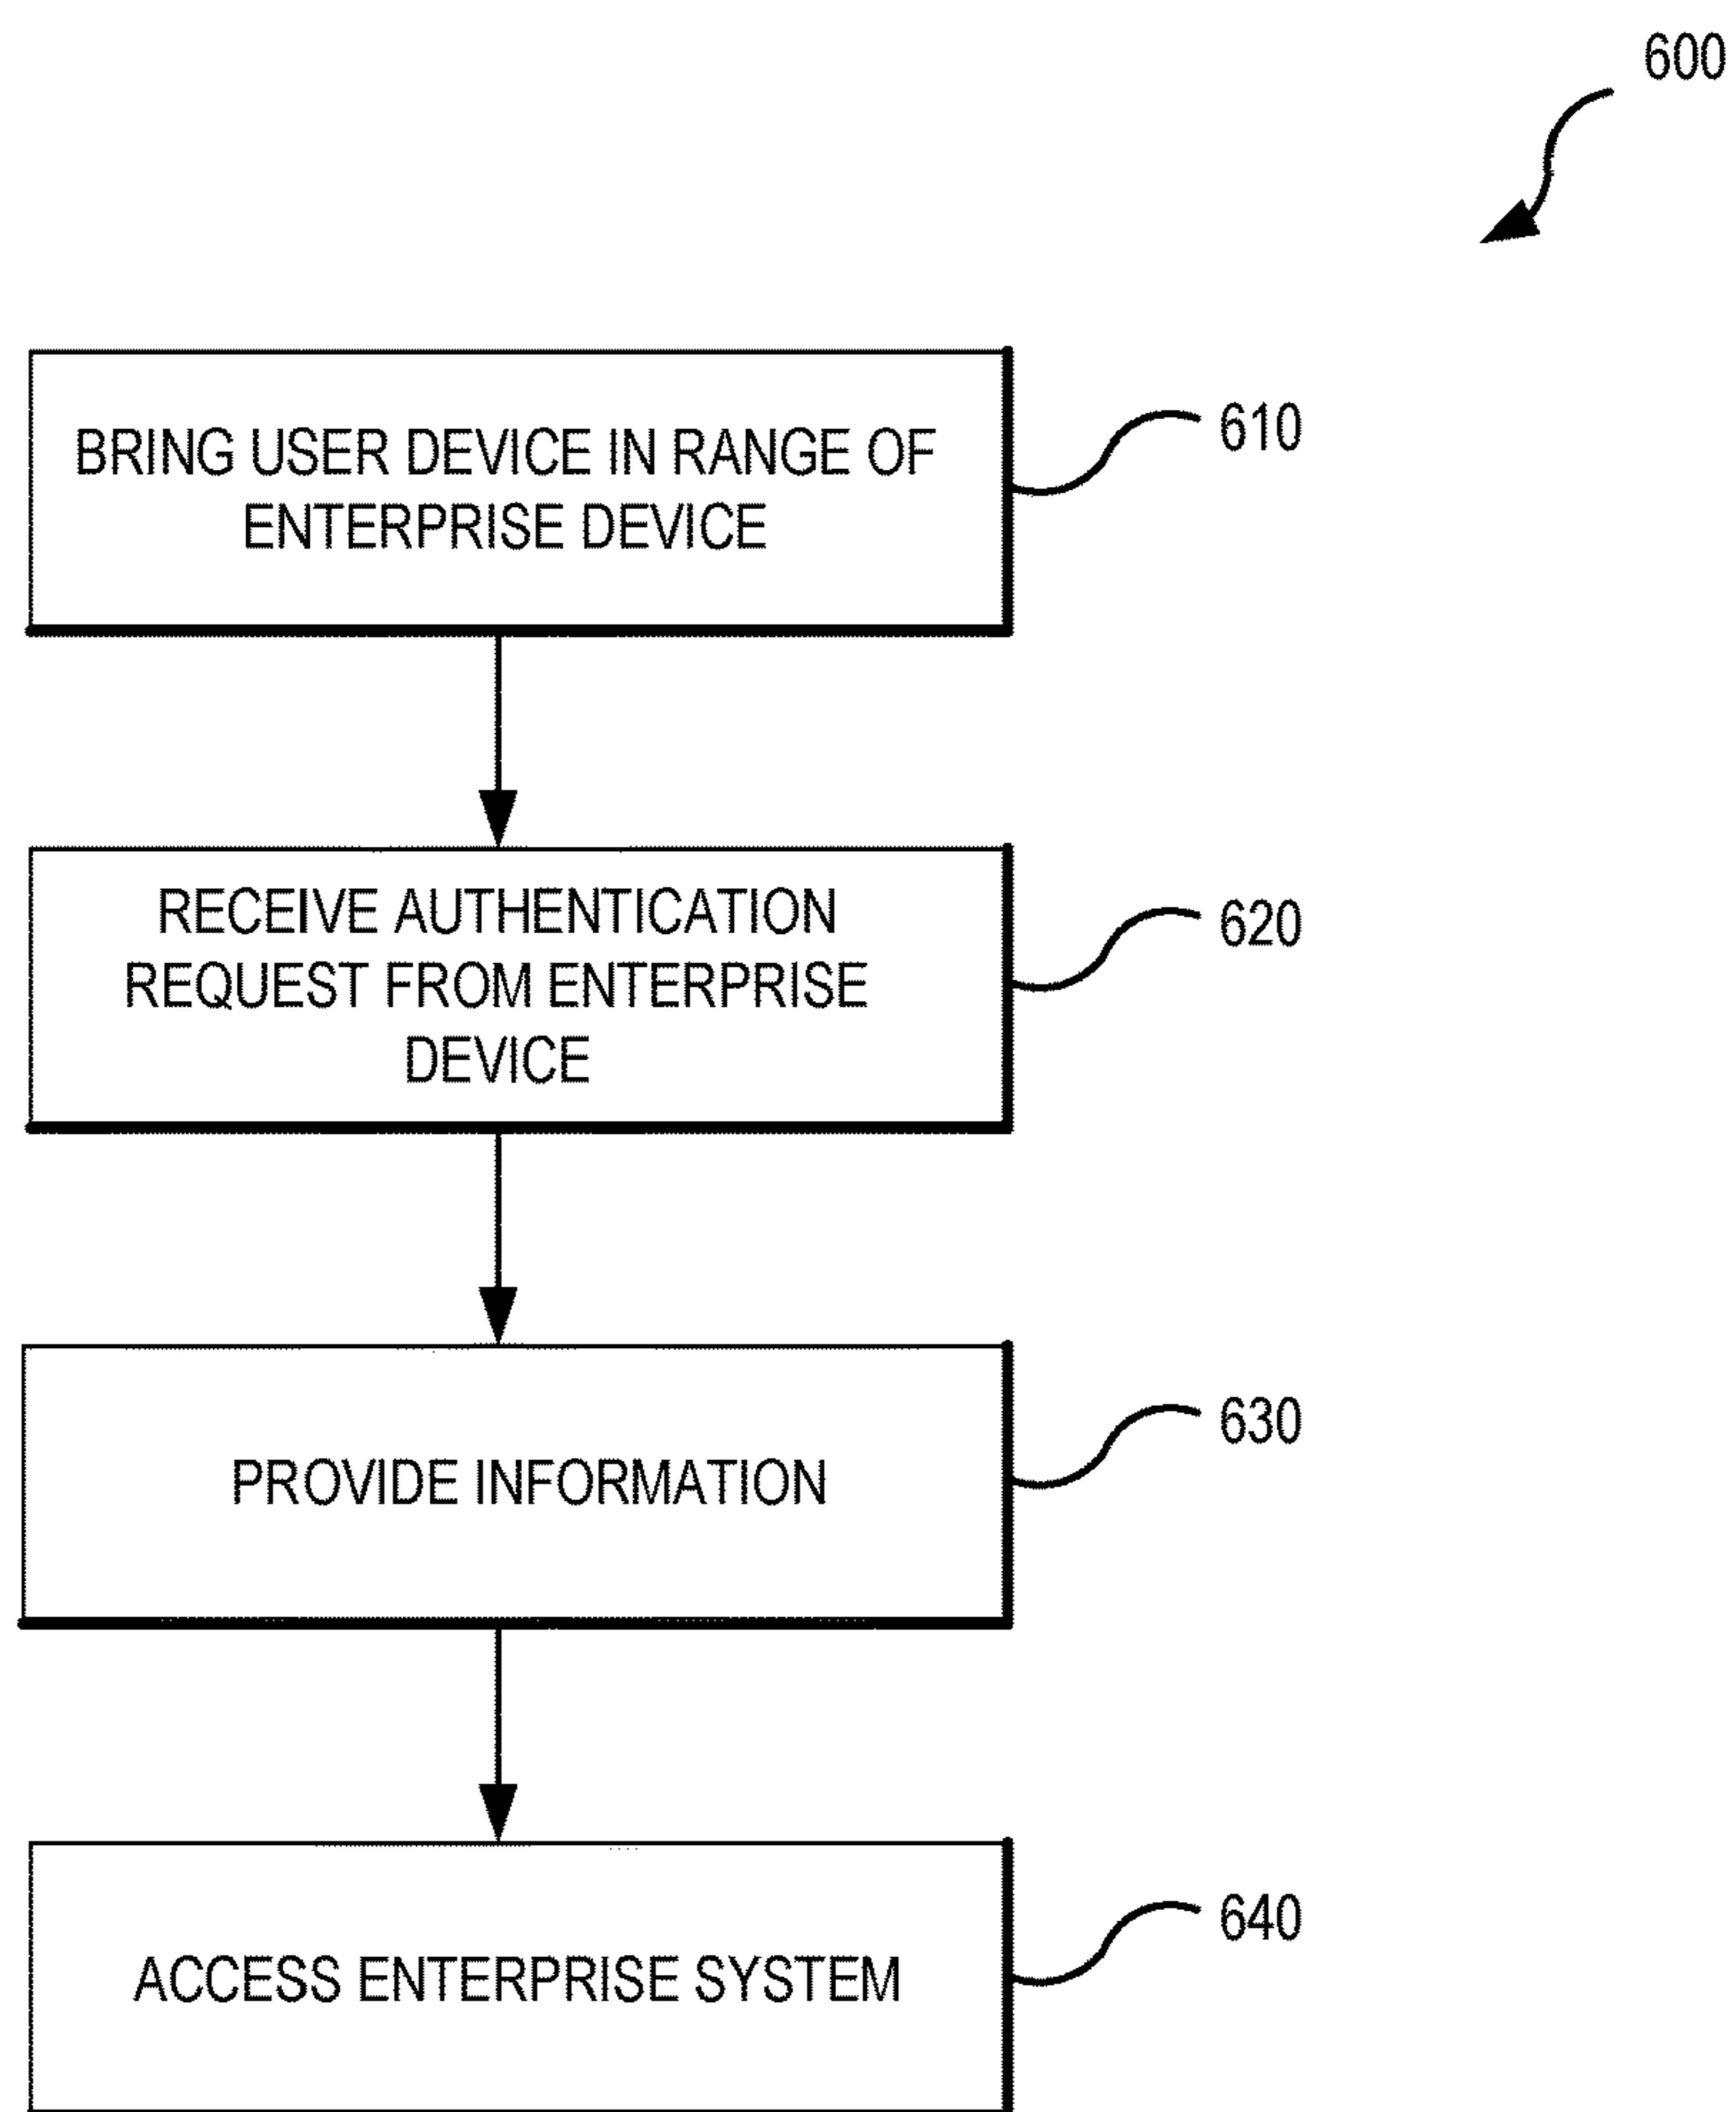 600
BRING USER DEVICE IN RANGE OF
ENTERPRISE DEVICE
610
RECEIVE AUTHENTICATION
REQUEST FROM ENTERPRISE
DEVICE
620
PROVIDE INFORMATION
630
ACCESS ENTERPRISE SYSTEM
640